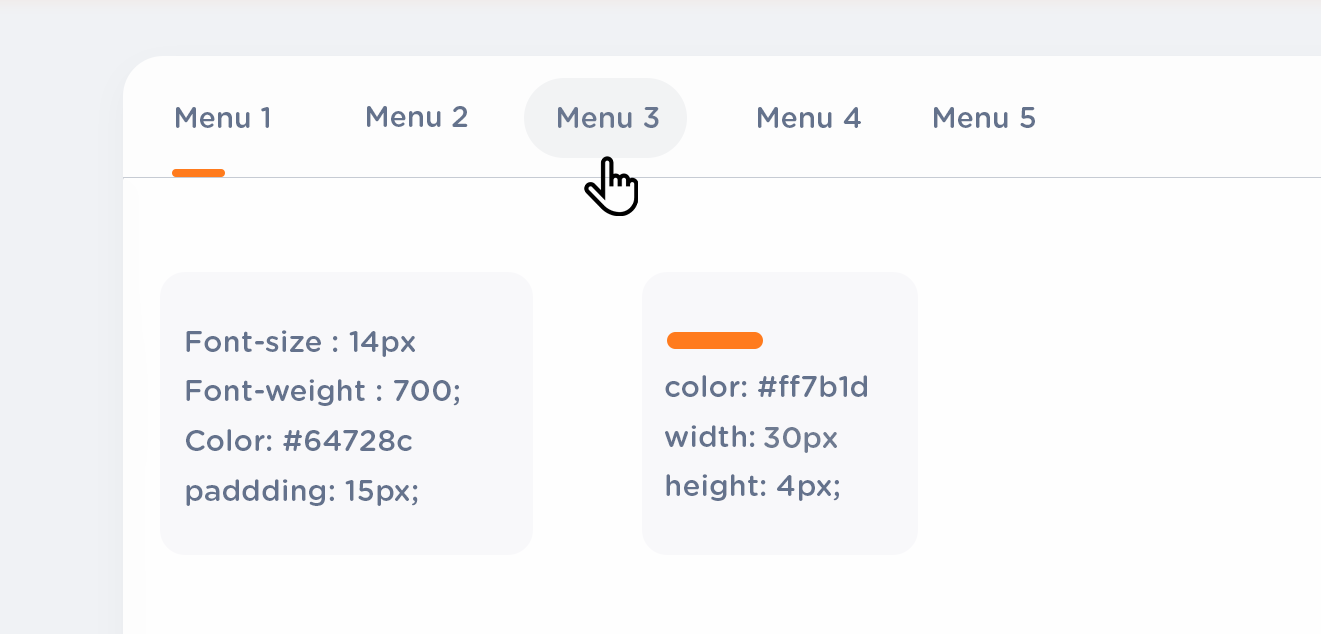 Menu 1 Menu 2 Menu 3 Menu 4 Menu 5
Font-size : 14px
Font-weight : 700;
Color: #64728c
paddding: 15px;
color: #ff7b1d
width: 30px
height: 4px;